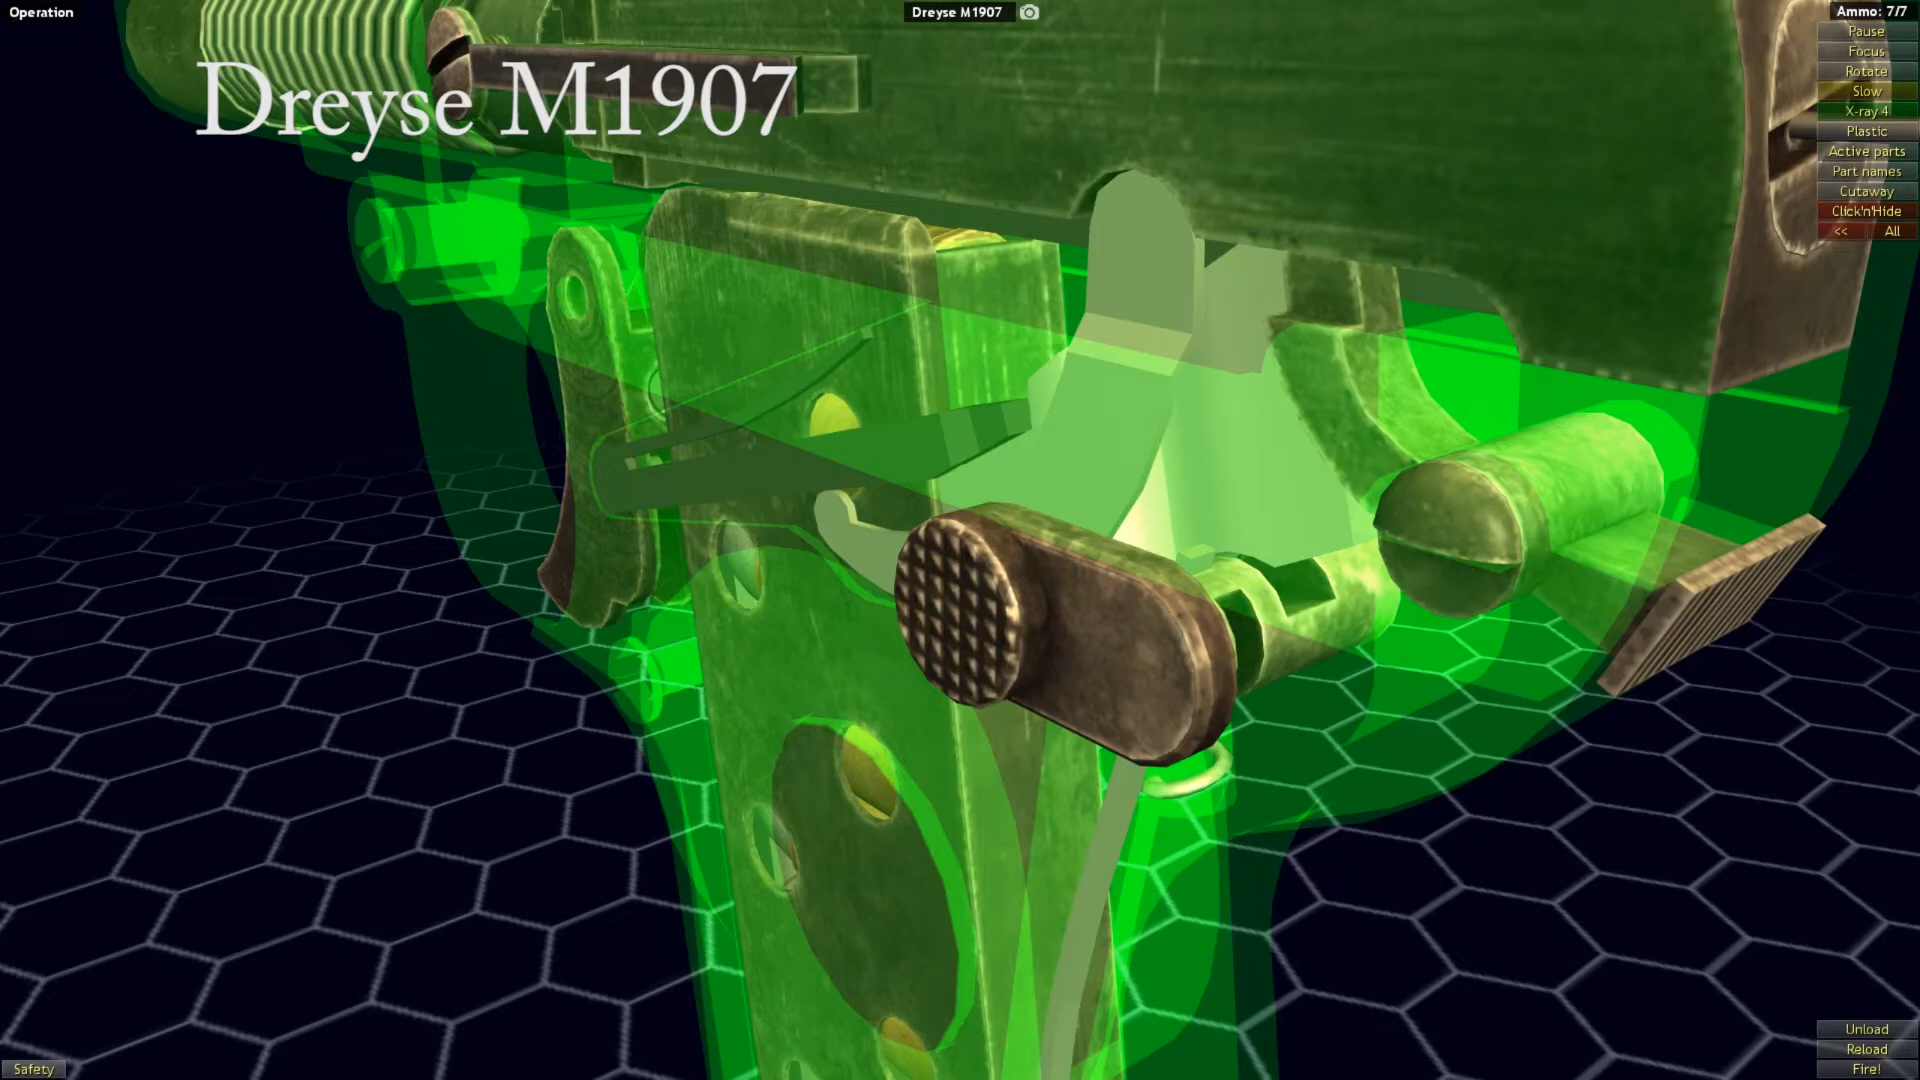 Operation
Dreyse M1907
Ammo: 7/7
Dreyse M1907
Pause
Focus
Rotate
Slow
X-ray 4
Plastic
Active parts
Part names
Cutaway
Click'n'Hide
<< All
Unload
Reload
Fire!
Safety